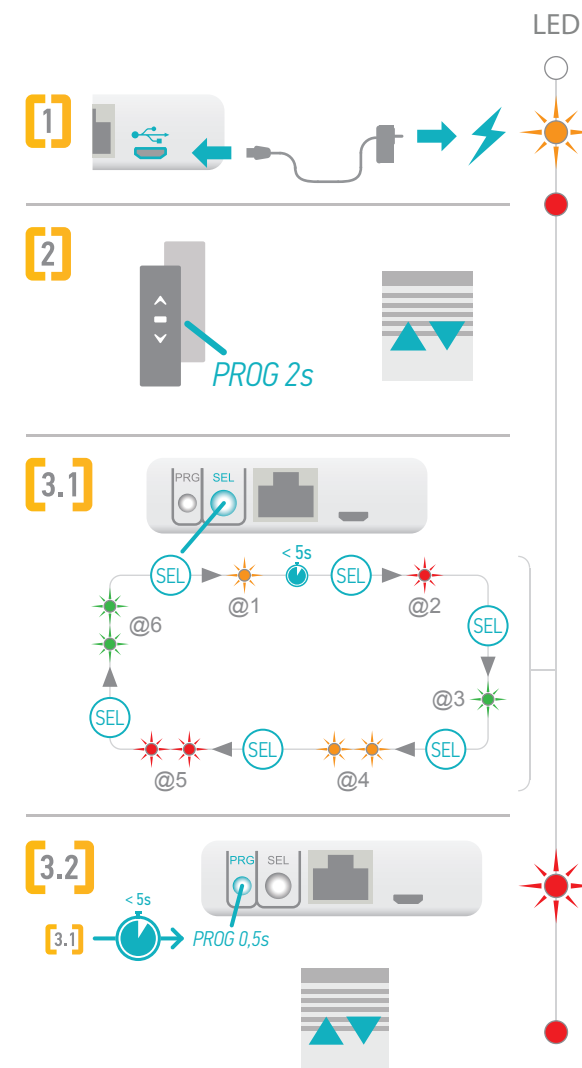 LED
[1]
[2]
PROG 2s
[3.1]
PRG SEL
< 5s
SEL
@1
SEL
@2
@6
SEL
@3
SEL
SEL
SEL
@5
@4
[3.2]
PRG SEL
< 5s
[3.1]
PROG 0,5s